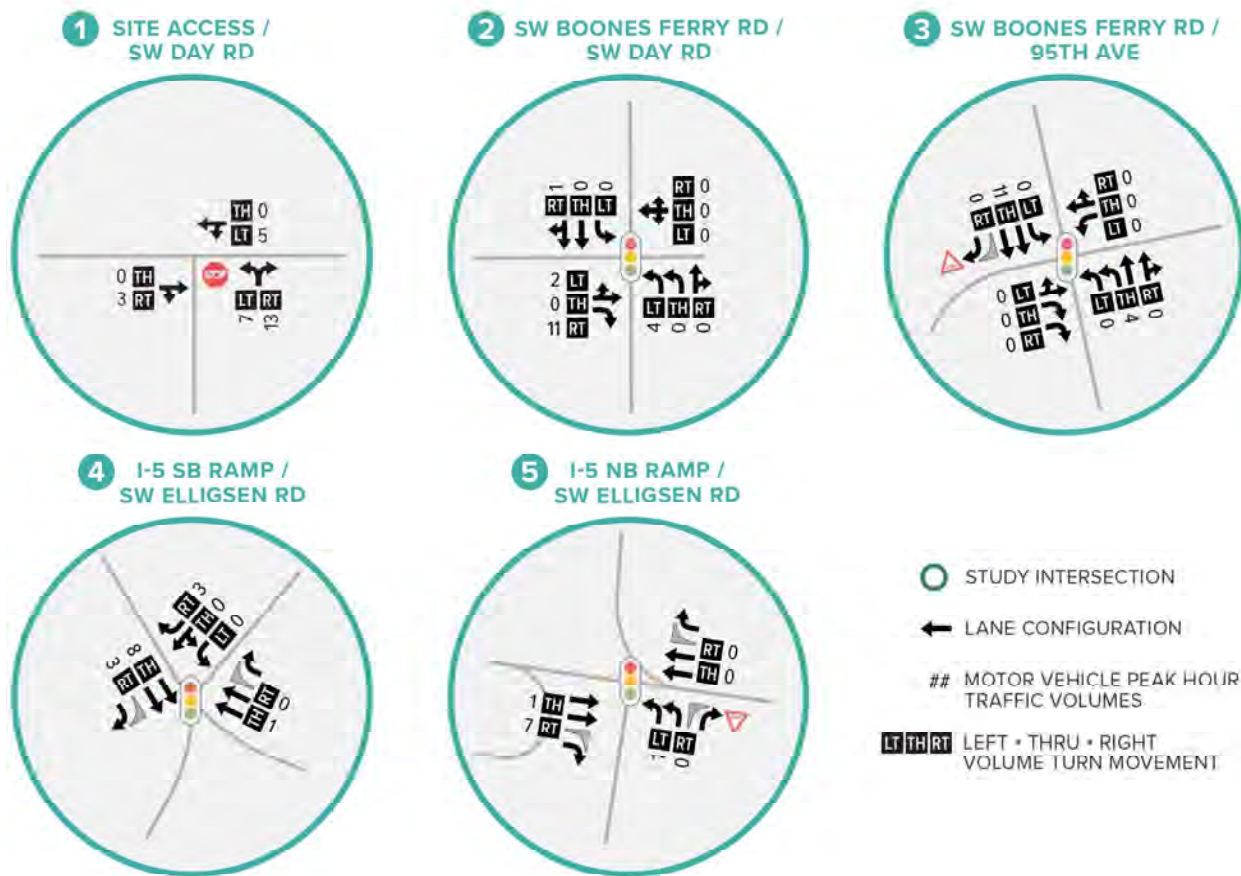 1 SITE ACCESS /
SW DAY RD
TH 0
LT 5
0 TH
3 RT
STOP
LT RT
7 13
2 SW BOONES FERRY RD /
SW DAY RD
1 0 0
RT TH LT
RT 0
TH 0
LT 0
2 LT
0 TH
11 RT
LT TH RT
4 0 0
3 SW BOONES FERRY RD /
95TH AVE
0 11 0
RT TH LT
RT 0
TH 0
LT 0
0 LT
0 TH
0 RT
LT TH RT
0 4 0
4 I-5 SB RAMP /
SW ELLIGSEN RD
3 0 0
RT TH LT
3 8
RT TH
RT 0
TH 1
5 I-5 NB RAMP /
SW ELLIGSEN RD
RT 0
TH 0
1 TH
7 RT
LT RT
1 0
STUDY INTERSECTION
LANE CONFIGURATION
## MOTOR VEHICLE PEAK HOUR
TRAFFIC VOLUMES
LT TH RT LEFT • THRU • RIGHT
VOLUME TURN MOVEMENT